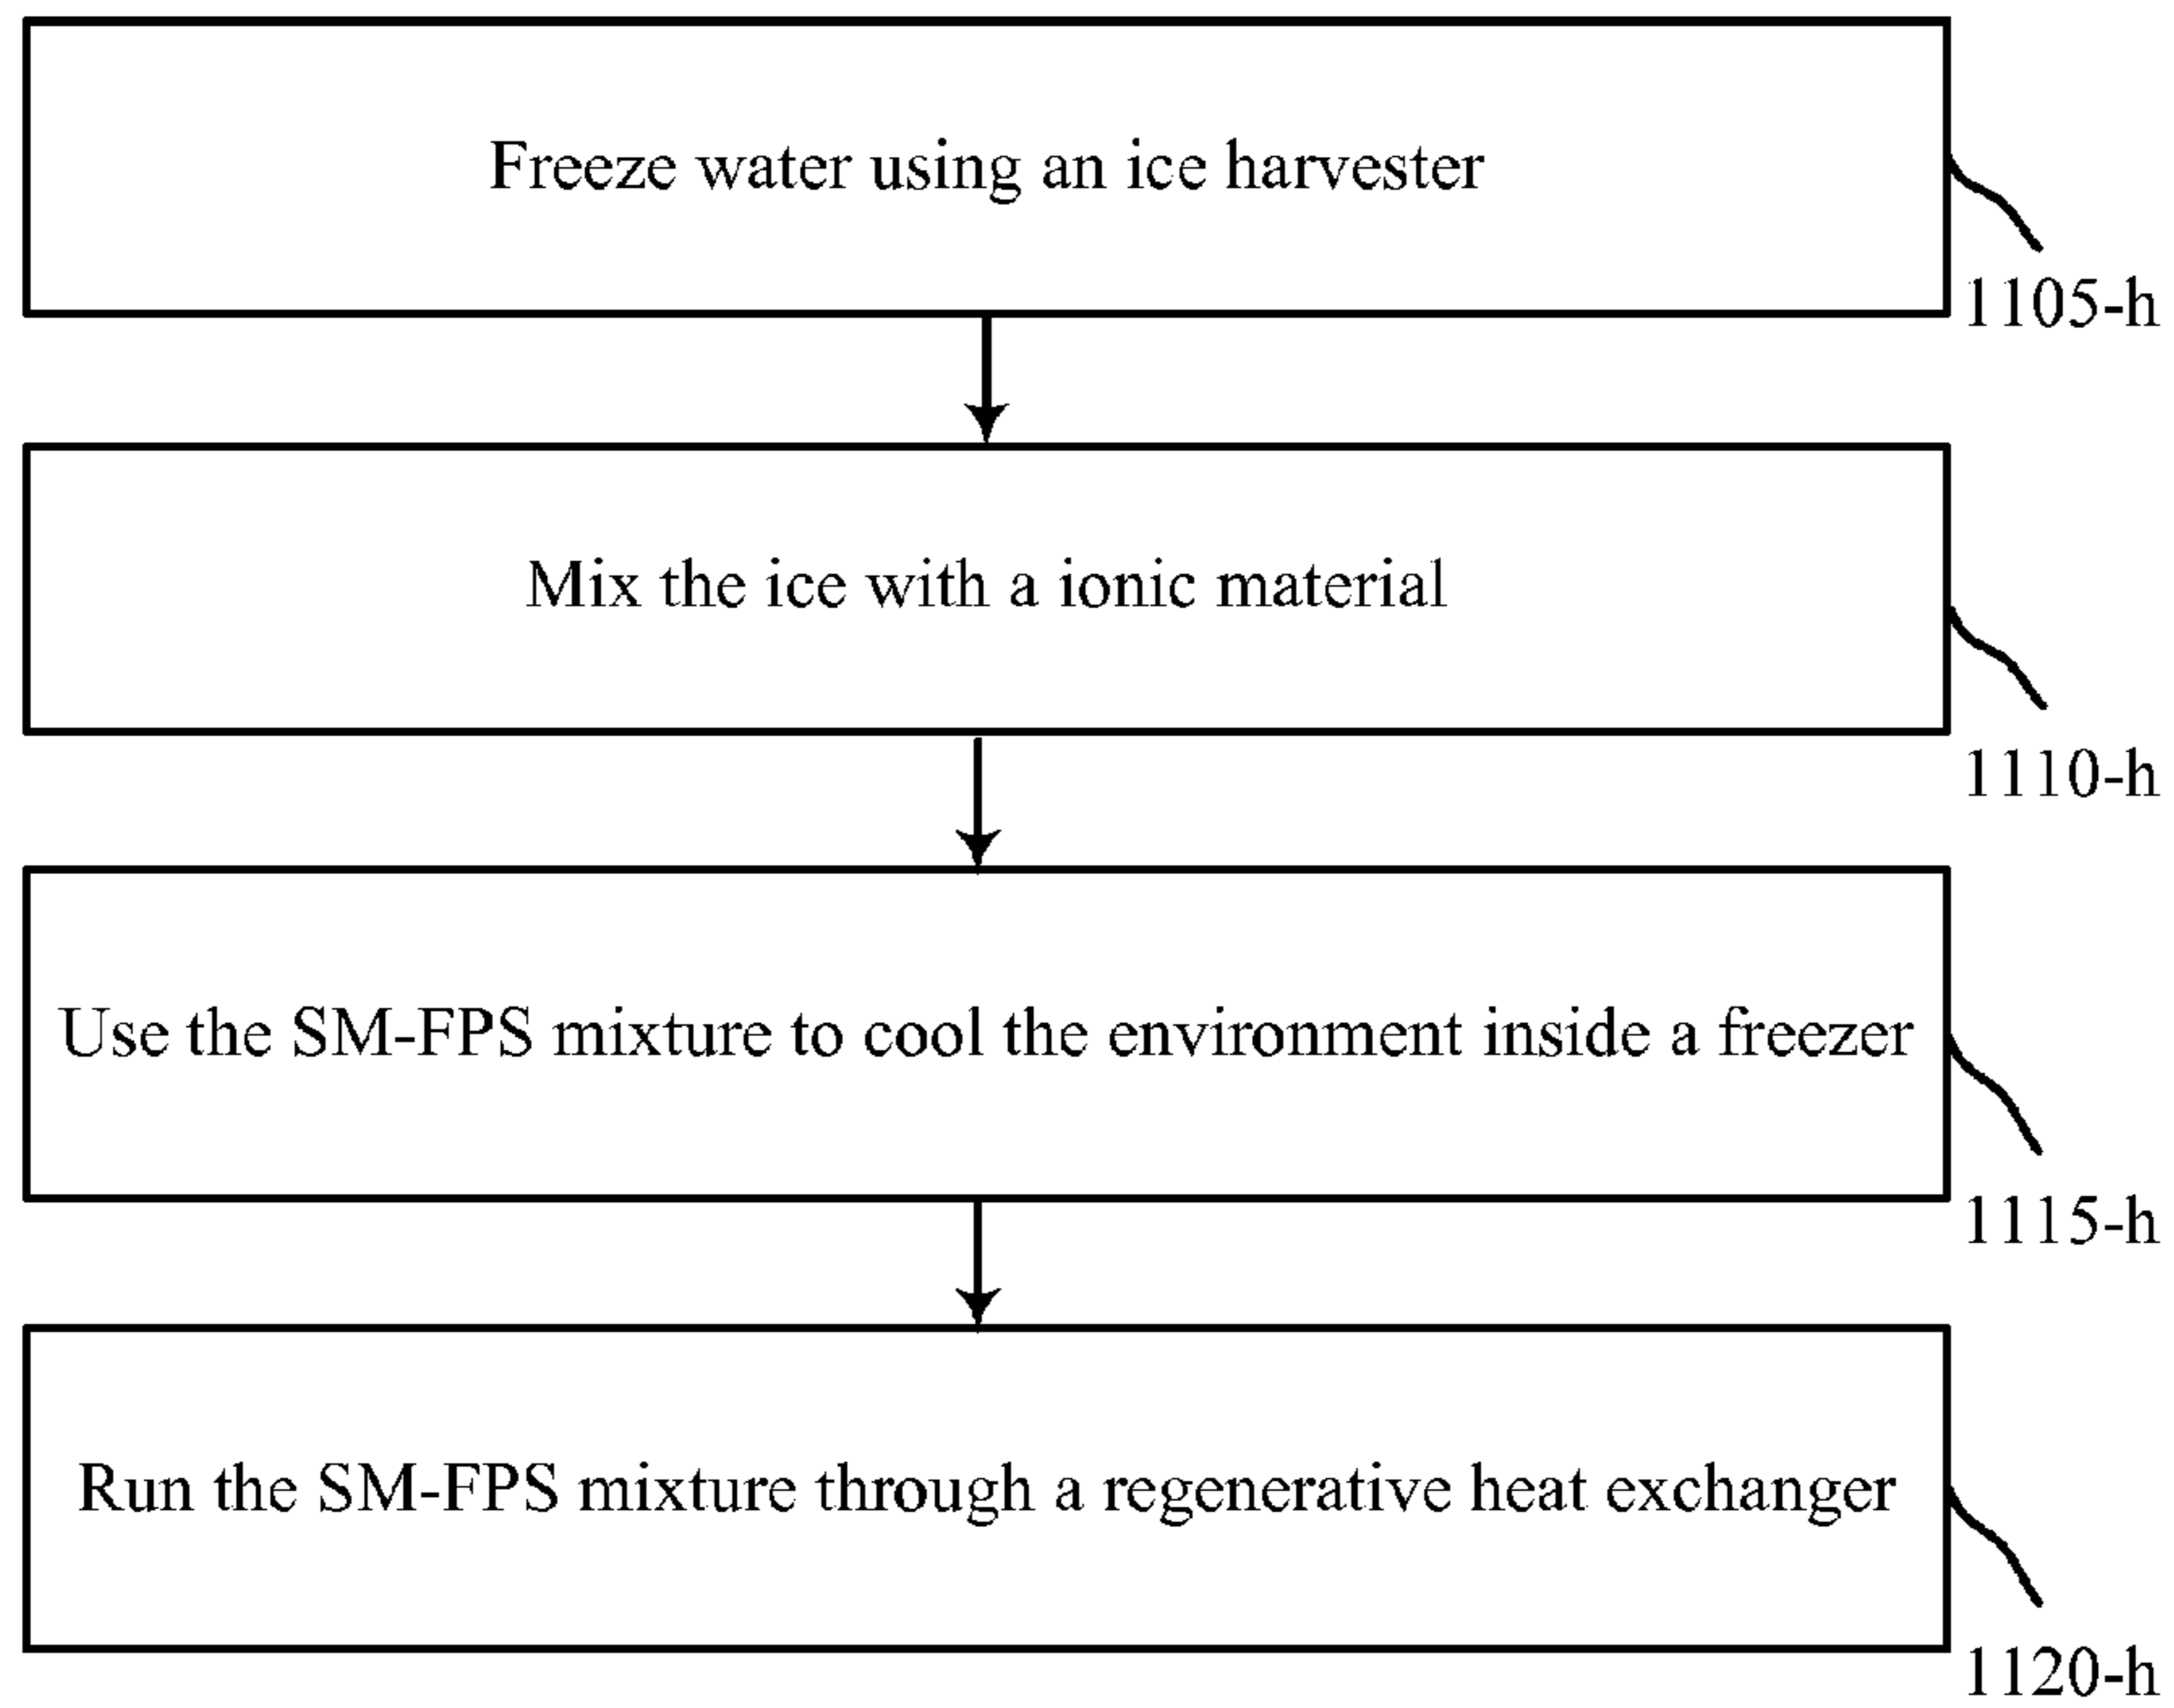 Freeze water using an ice harvester
1105-h
Mix the ice with a ionic material
1110-h
Use the SM-FPS mixture to cool the environment inside a freezer
1115-h
Run the SM-FPS mixture through a regenerative heat exchanger
1120-h